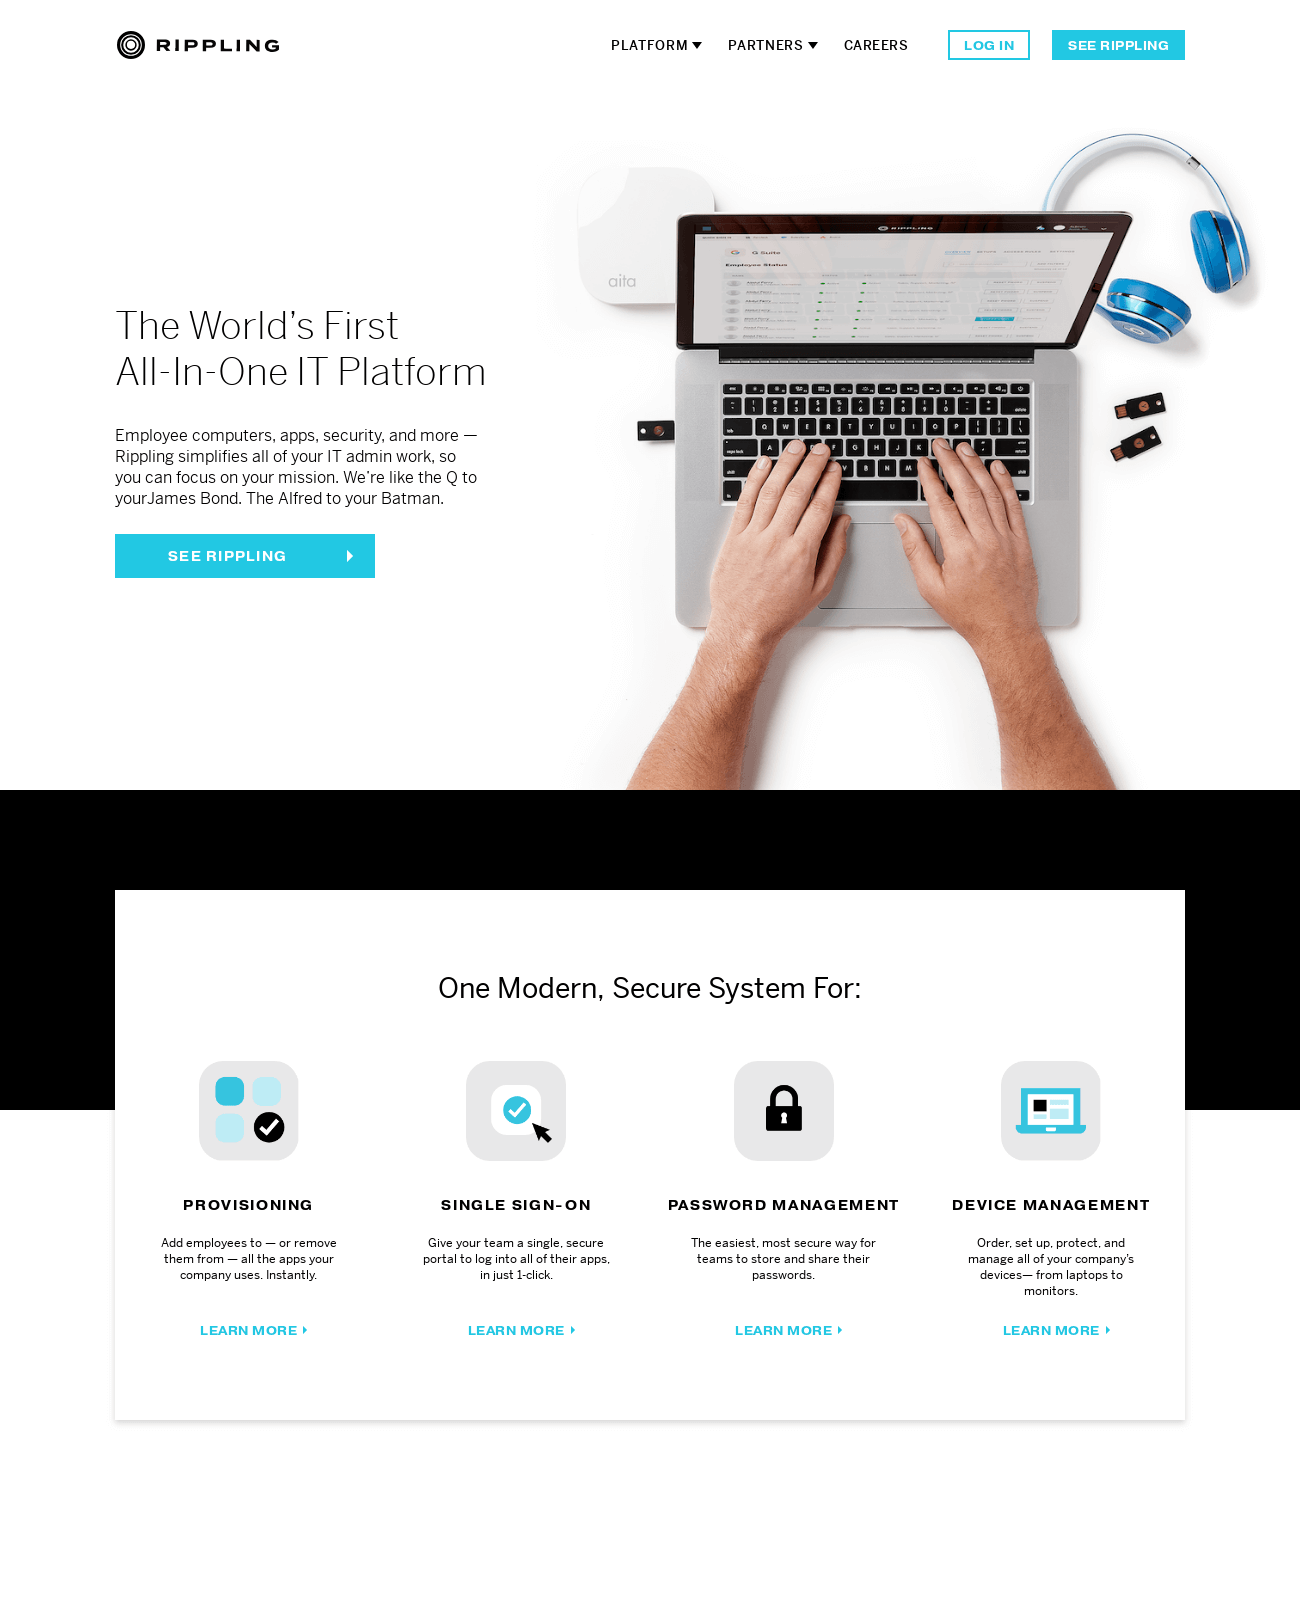 RIPPLING
PLATFORM
PARTNERS
CAREERS
LOG IN
SEE RIPPLING
aita
RIPPLING
G Suite
Employee Status
The World's First
All-In-One IT Platform
Employee computers, apps, security, and more —
Rippling simplifies all of your IT admin work, so
you can focus on your mission. We're like the Q to
yourJames Bond. The Alfred to your Batman.
SEE RIPPLING
One Modern, Secure System For:
PROVISIONING
Add employees to — or remove
them from — all the apps your
company uses. Instantly.
LEARN MORE
SINGLE SIGN-ON
Give your team a single, secure
portal to log into all of their apps,
in just 1-click.
LEARN MORE
PASSWORD MANAGEMENT
The easiest, most secure way for
teams to store and share their
passwords.
LEARN MORE
DEVICE MANAGEMENT
Order, set up, protect, and
manage all of your company's
devices— from laptops to
monitors.
LEARN MORE